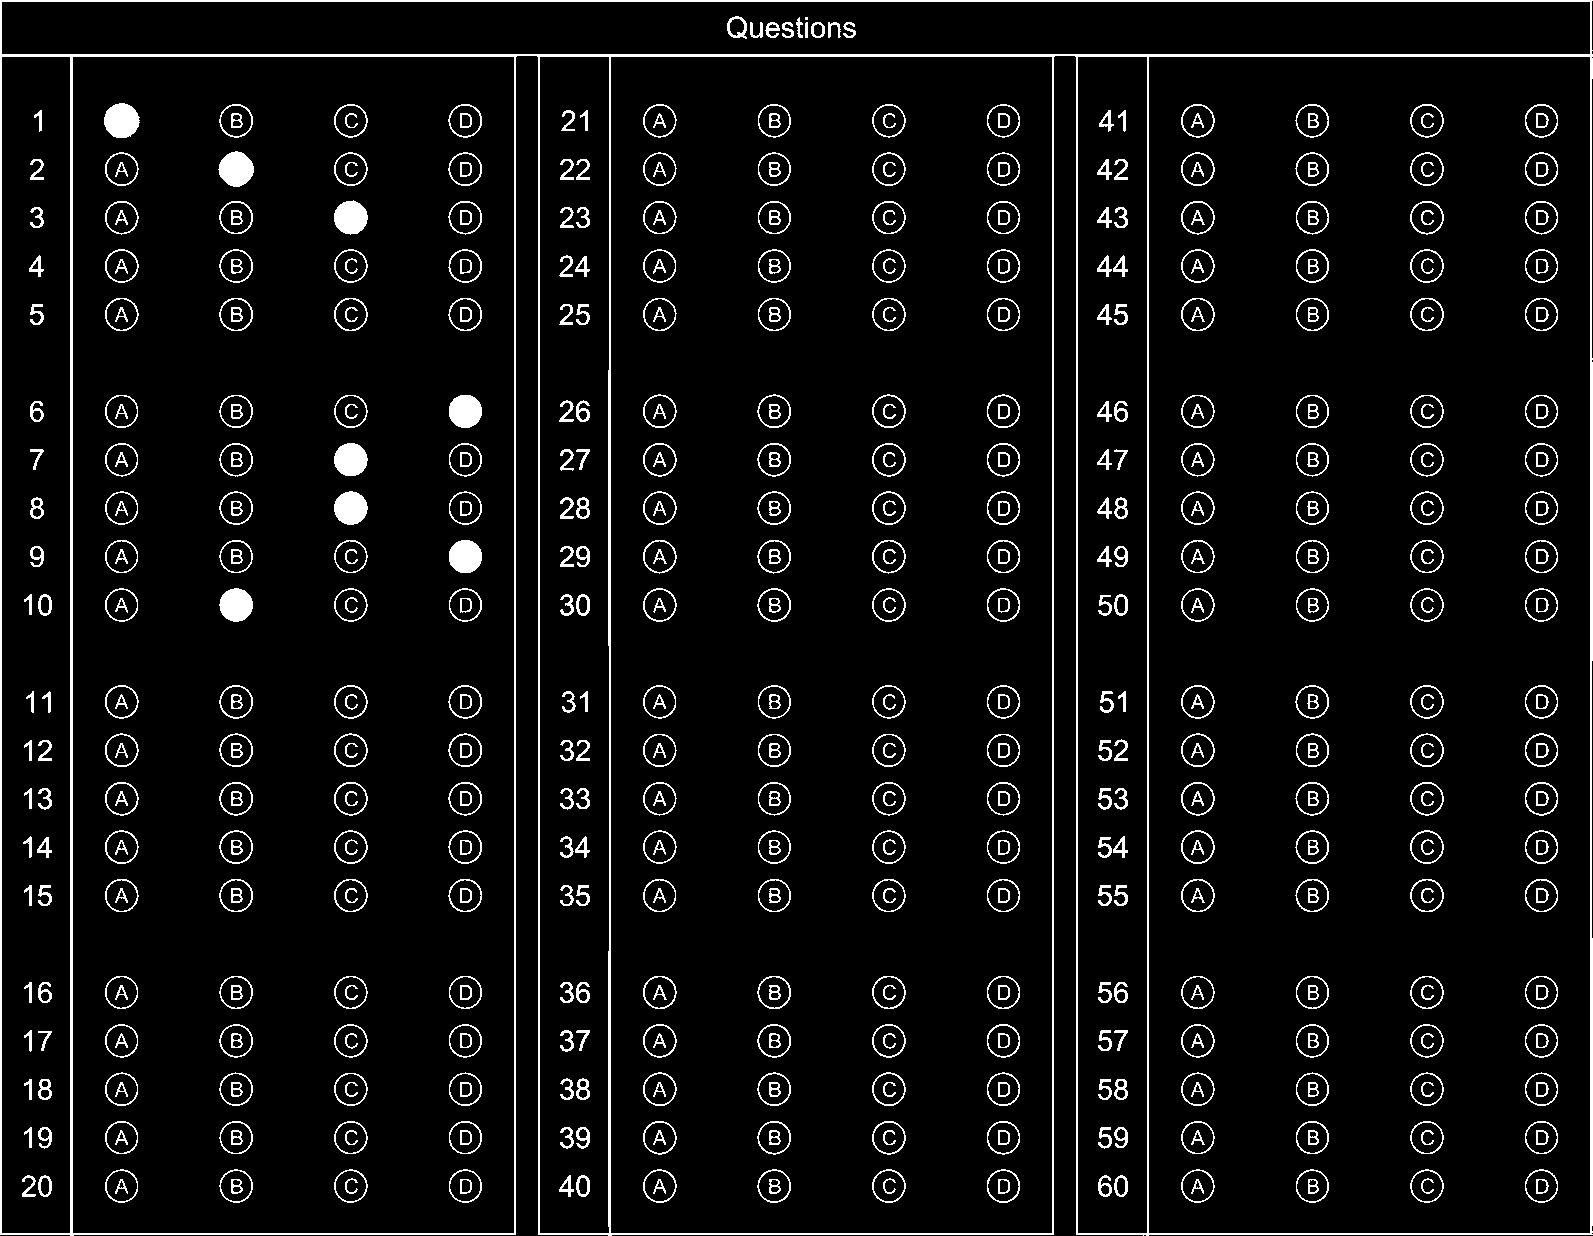 Questions
1 B C D 21 A B C D 41 A B C D
2 A C D 22 A B C D 42 A B C D
3 A B D 23 A B C D 43 A B C D
4 A B C D 24 A B C D 44 A B C D
5 A B C D 25 A B C D 45 A B C D
6 A B C 26 A B C D 46 A B C D
7 A B D 27 A B C D 47 A B C D
8 A B D 28 A B C D 48 A B C D
9 A B C 29 A B C D 49 A B C D
10 A C D 30 A B C D 50 A B C D
11 A B C D 31 A B C D 51 A B C D
12 A B C D 32 A B C D 52 A B C D
13 A B C D 33 A B C D 53 A B C D
14 A B C D 34 A B C D 54 A B C D
15 A B C D 35 A B C D 55 A B C D
16 A B C D 36 A B C D 56 A B C D
17 A B C D 37 A B C D 57 A B C D
18 A B C D 38 A B C D 58 A B C D
19 A B C D 39 A B C D 59 A B C D
20 A B C D 40 A B C D 60 A B C D